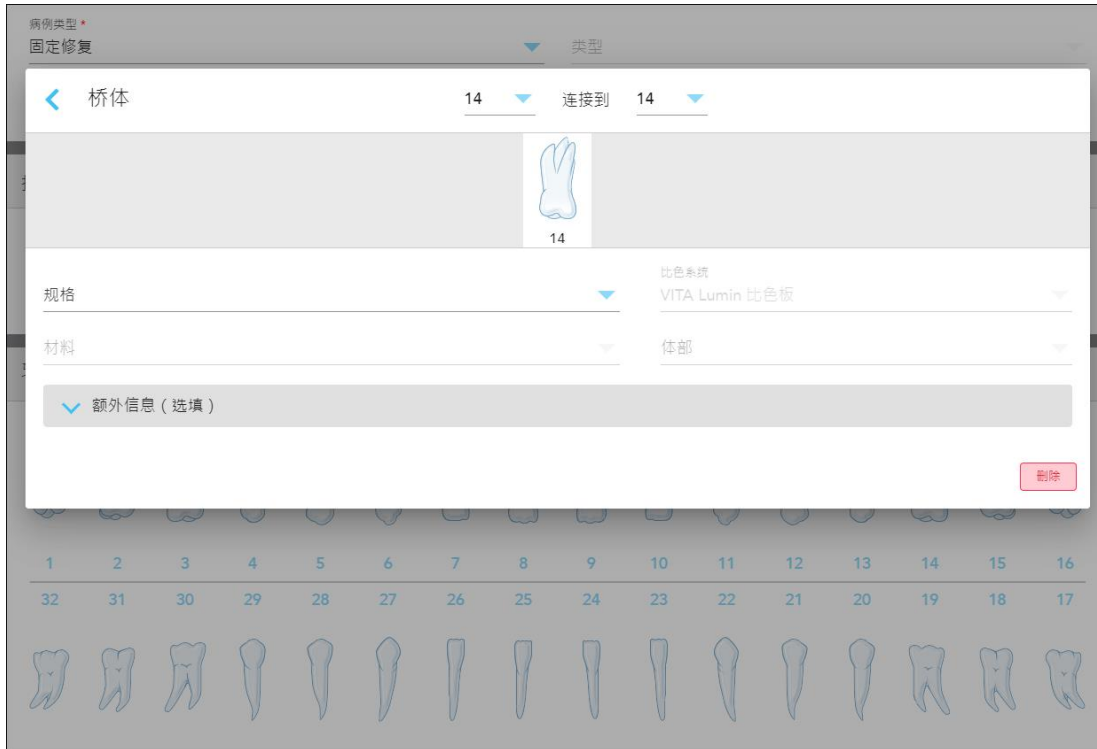 病例类型 *
固定修复 类型
桥体 14 连接到 14
14
比色系统
规格 VITA Lumin 比色板
材料 体部
额外信息(选填)
删除
1 2 3 4 5 6 7 8 9 10 11 12 13 14 15 16
32 31 30 29 28 27 26 25 24 23 22 21 20 19 18 17